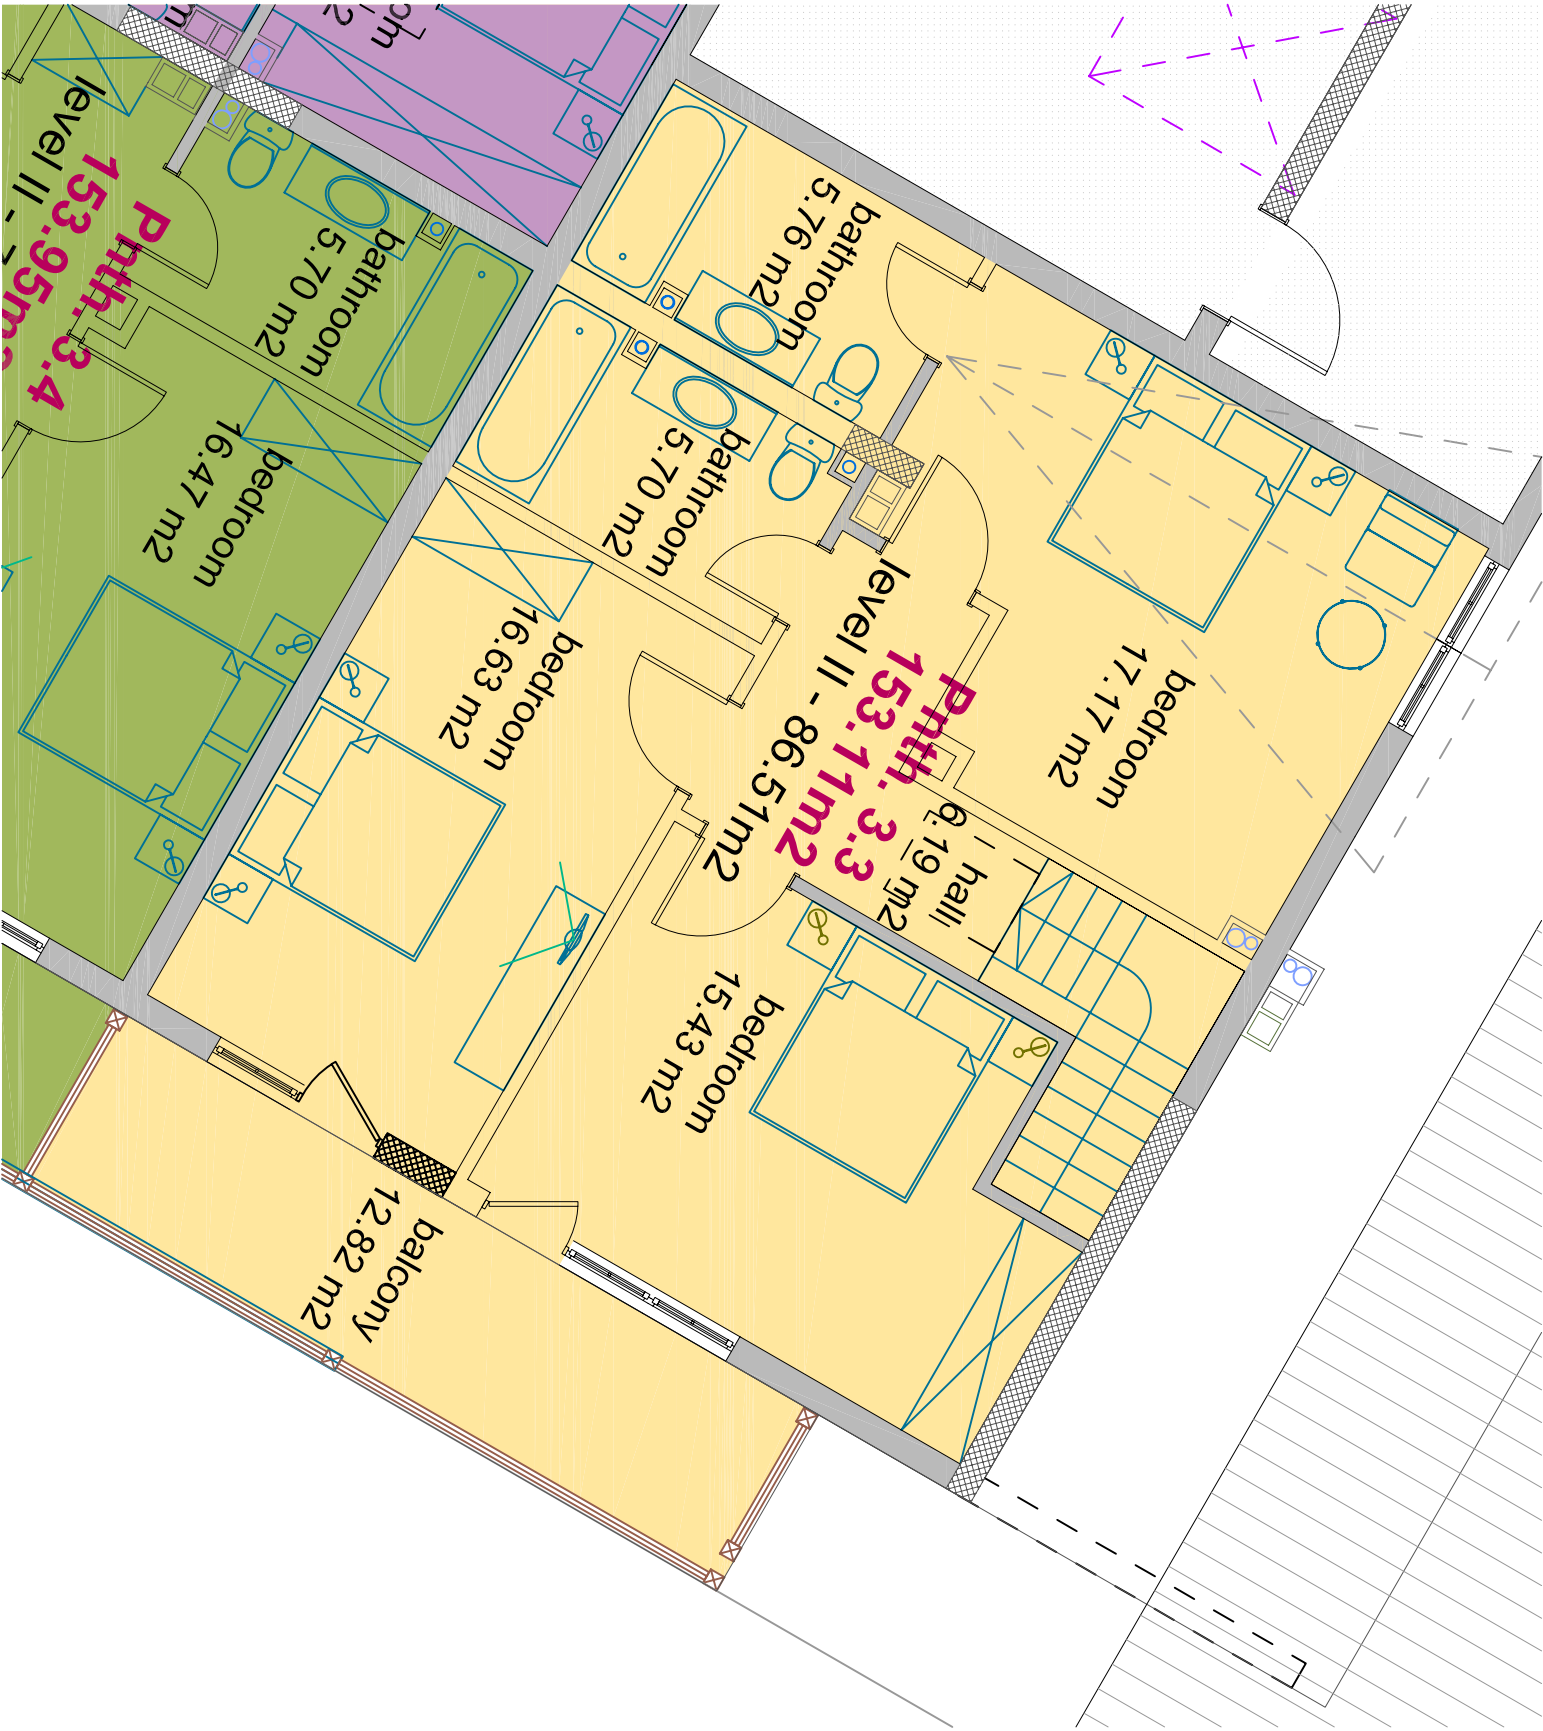 bathroom
5.76 m2
bathroom
5.70 m2
bedroom
17.17 m2
bedroom
16.63 m2
level II - 86.51m2
Pnth. 3.3
153.11m2
hall
6.19 m2
bedroom
15.43 m2
balcony
12.82 m2
bathroom
5.70 m2
bedroom
16.47 m2
Pnth. 3.4
level II -